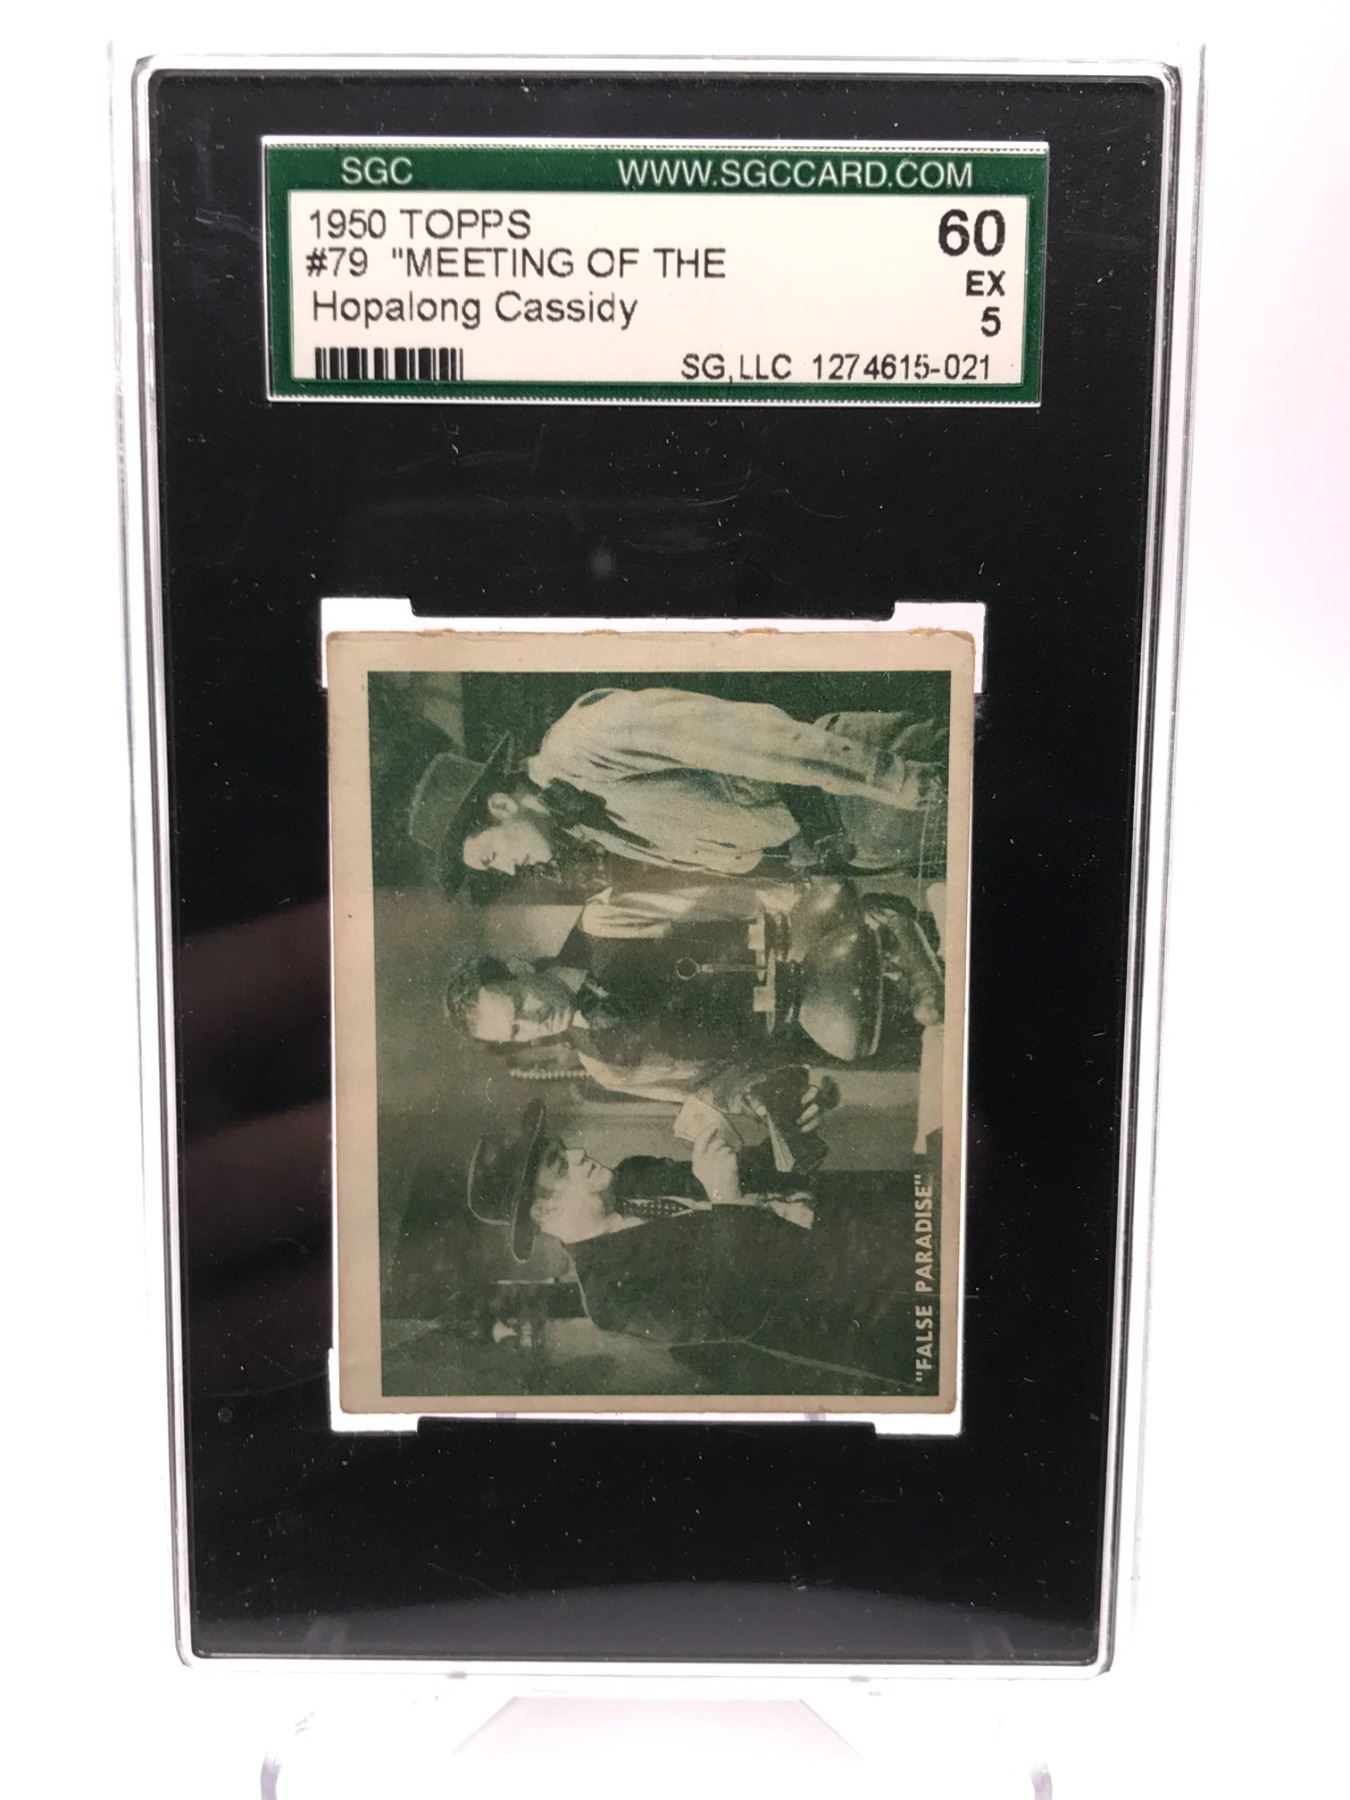 SGC WWW.SGCCARD.COM
1950 TOPPS 60
#79 "MEETING OF THE EX
Hopalong Cassidy 5
SG,LLC 1274615-021
"FALSE PARADISE"